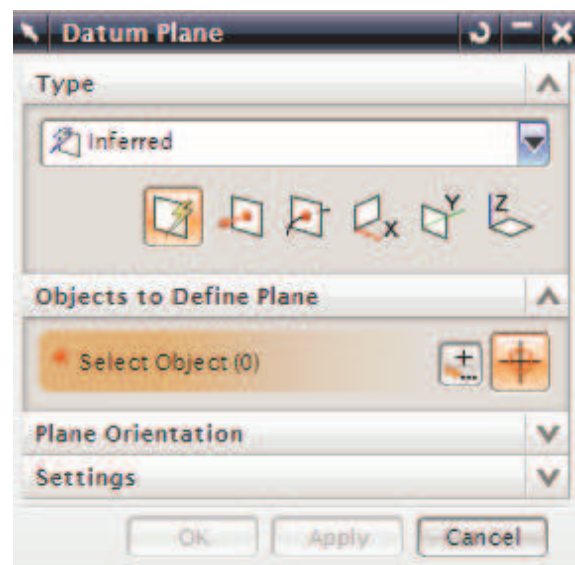 Datum Plane
Type
Inferred
X Y Z
Objects to Define Plane
* Select Object (0)
Plane Orientation
Settings
OK Apply Cancel